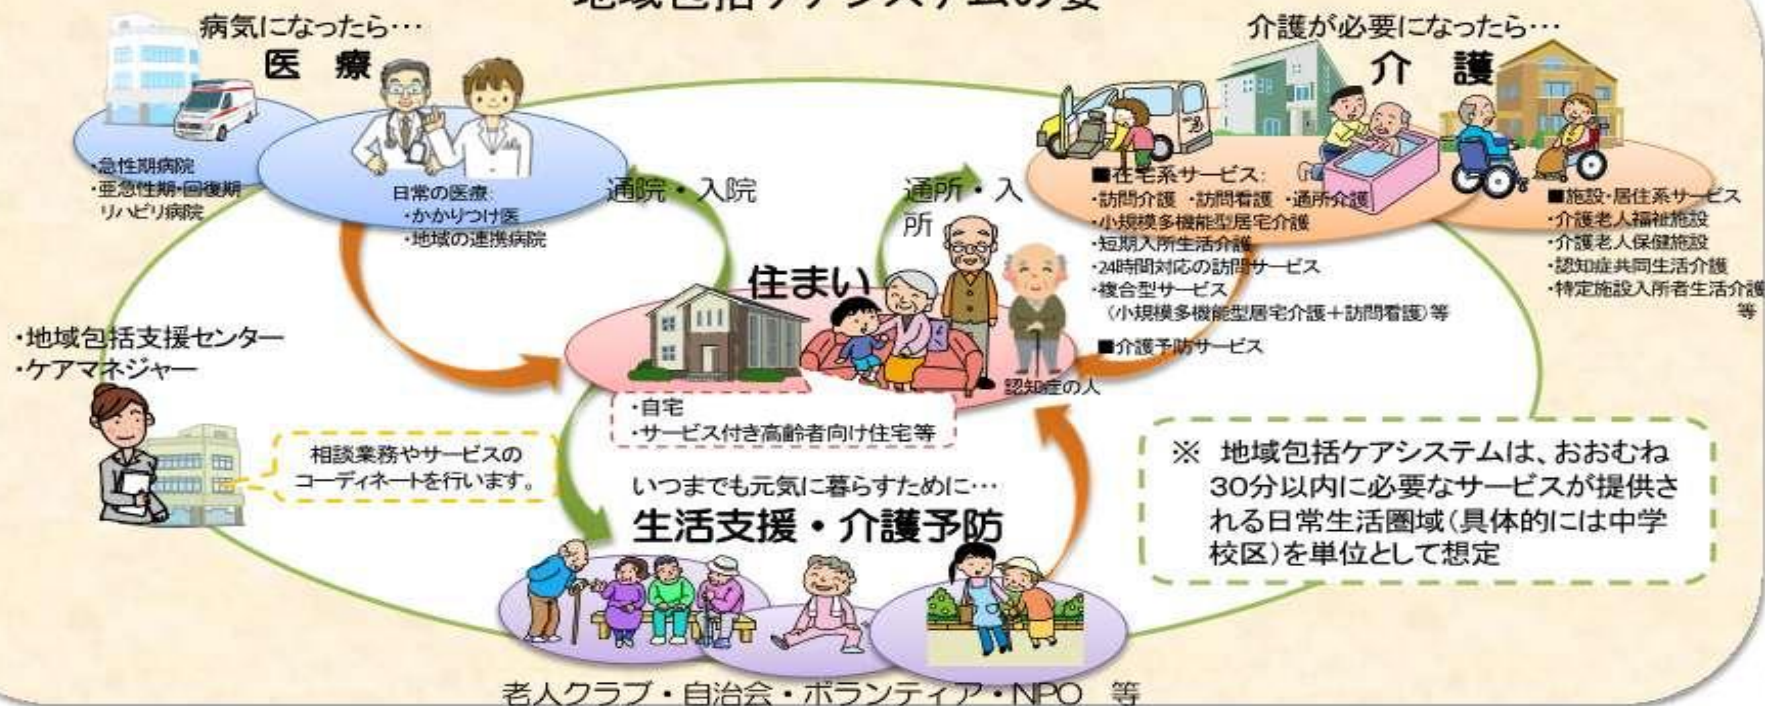 地域包括ケアシステムの姿
病気になったら…
医 療
・急性期病院
・亜急性期・回復期
リハビリ病院
日常の医療:
・かかりつけ医
・地域の連携病院
通院・入院
通所・入
所
介護が必要になったら…
介 護
■在宅系サービス:
・訪問介護 ・訪問看護 ・通所介護
・小規模多機能型居宅介護
・短期入所生活介護
・24時間対応の訪問サービス
・複合型サービス
(小規模多機能型居宅介護+訪問看護)等
■介護予防サービス
■施設・居住系サービス
・介護老人福祉施設
・介護老人保健施設
・認知症共同生活介護
・特定施設入所者生活介護
等
住まい
認知症の人
・自宅
・サービス付き高齢者向け住宅等
・地域包括支援センター
・ケアマネジャー
相談業務やサービスの
コーディネートを行います。
いつまでも元気に暮らすために…
生活支援・介護予防
老人クラブ・自治会・ボランティア・NPO 等
※ 地域包括ケアシステムは、おおむね
30分以内に必要なサービスが提供さ
れる日常生活圏域(具体的には中学
校区)を単位として想定